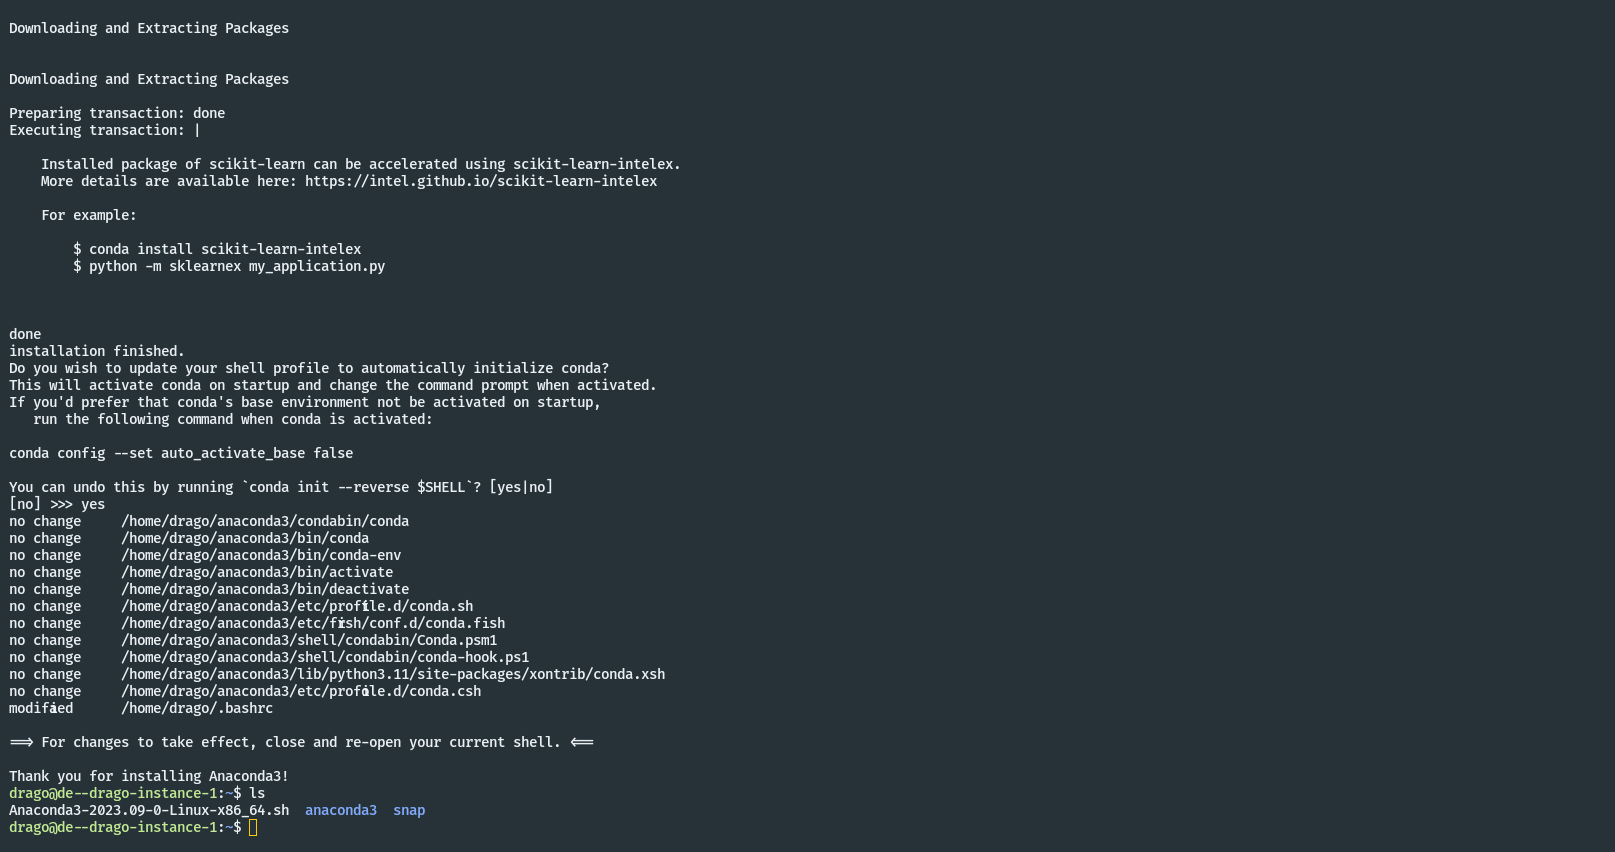 Downloading and Extracting Packages
Downloading and Extracting Packages
Preparing transaction: done
Executing transaction: |
Installed package of scikit-learn can be accelerated using scikit-learn-intelex.
More details are available here: https://intel.github.io/scikit-learn-intelex
For example:
$ conda install scikit-learn-intelex
$ python -m sklearnex my_application.py
done
installation finished.
Do you wish to update your shell profile to automatically initialize conda?
This will activate conda on startup and change the command prompt when activated.
If you'd prefer that conda's base environment not be activated on startup,
run the following command when conda is activated:
conda config --set auto_activate_base false
You can undo this by running `conda init --reverse $SHELL`? [yes|no]
[no] >>> yes
no change     /home/drago/anaconda3/condabin/conda
no change     /home/drago/anaconda3/bin/conda
no change     /home/drago/anaconda3/bin/conda-env
no change     /home/drago/anaconda3/bin/activate
no change     /home/drago/anaconda3/bin/deactivate
no change     /home/drago/anaconda3/etc/profile.d/conda.sh
no change     /home/drago/anaconda3/etc/fish/conf.d/conda.fish
no change     /home/drago/anaconda3/shell/condabin/Conda.psm1
no change     /home/drago/anaconda3/shell/condabin/conda-hook.ps1
no change     /home/drago/anaconda3/lib/python3.11/site-packages/xontrib/conda.xsh
no change     /home/drago/anaconda3/etc/profile.d/conda.csh
modified      /home/drago/.bashrc
==> For changes to take effect, close and re-open your current shell. <==
Thank you for installing Anaconda3!
drago@de--drago-instance-1:~$ ls
Anaconda3-2023.09-0-Linux-x86_64.sh  anaconda3  snap
drago@de--drago-instance-1:~$